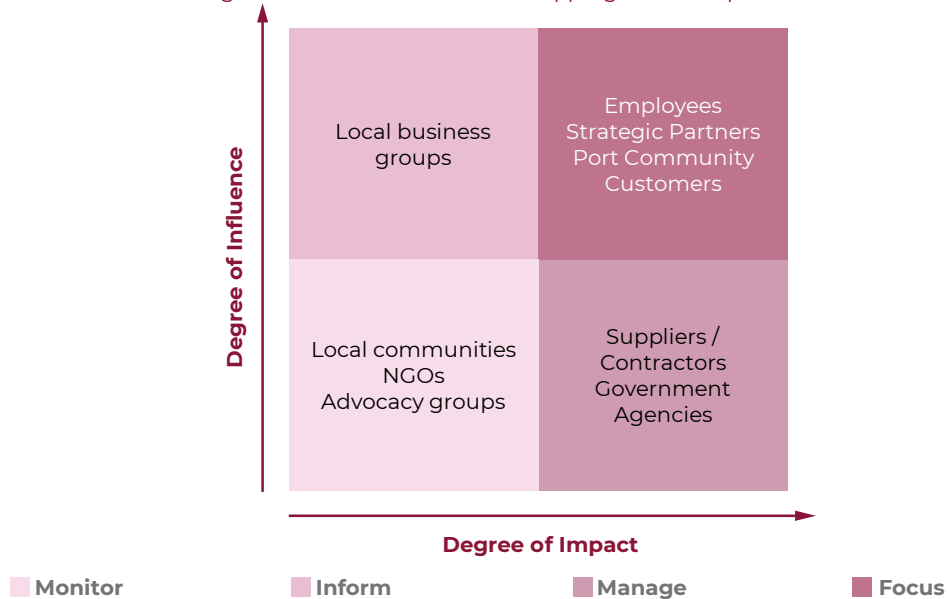 Degree of Influence
Local business
groups
Employees
Strategic Partners
Port Community
Customers
Local communities
NGOs
Advocacy groups
Suppliers /
Contractors
Government
Agencies
Degree of Impact
Monitor
Inform
Manage
Focus